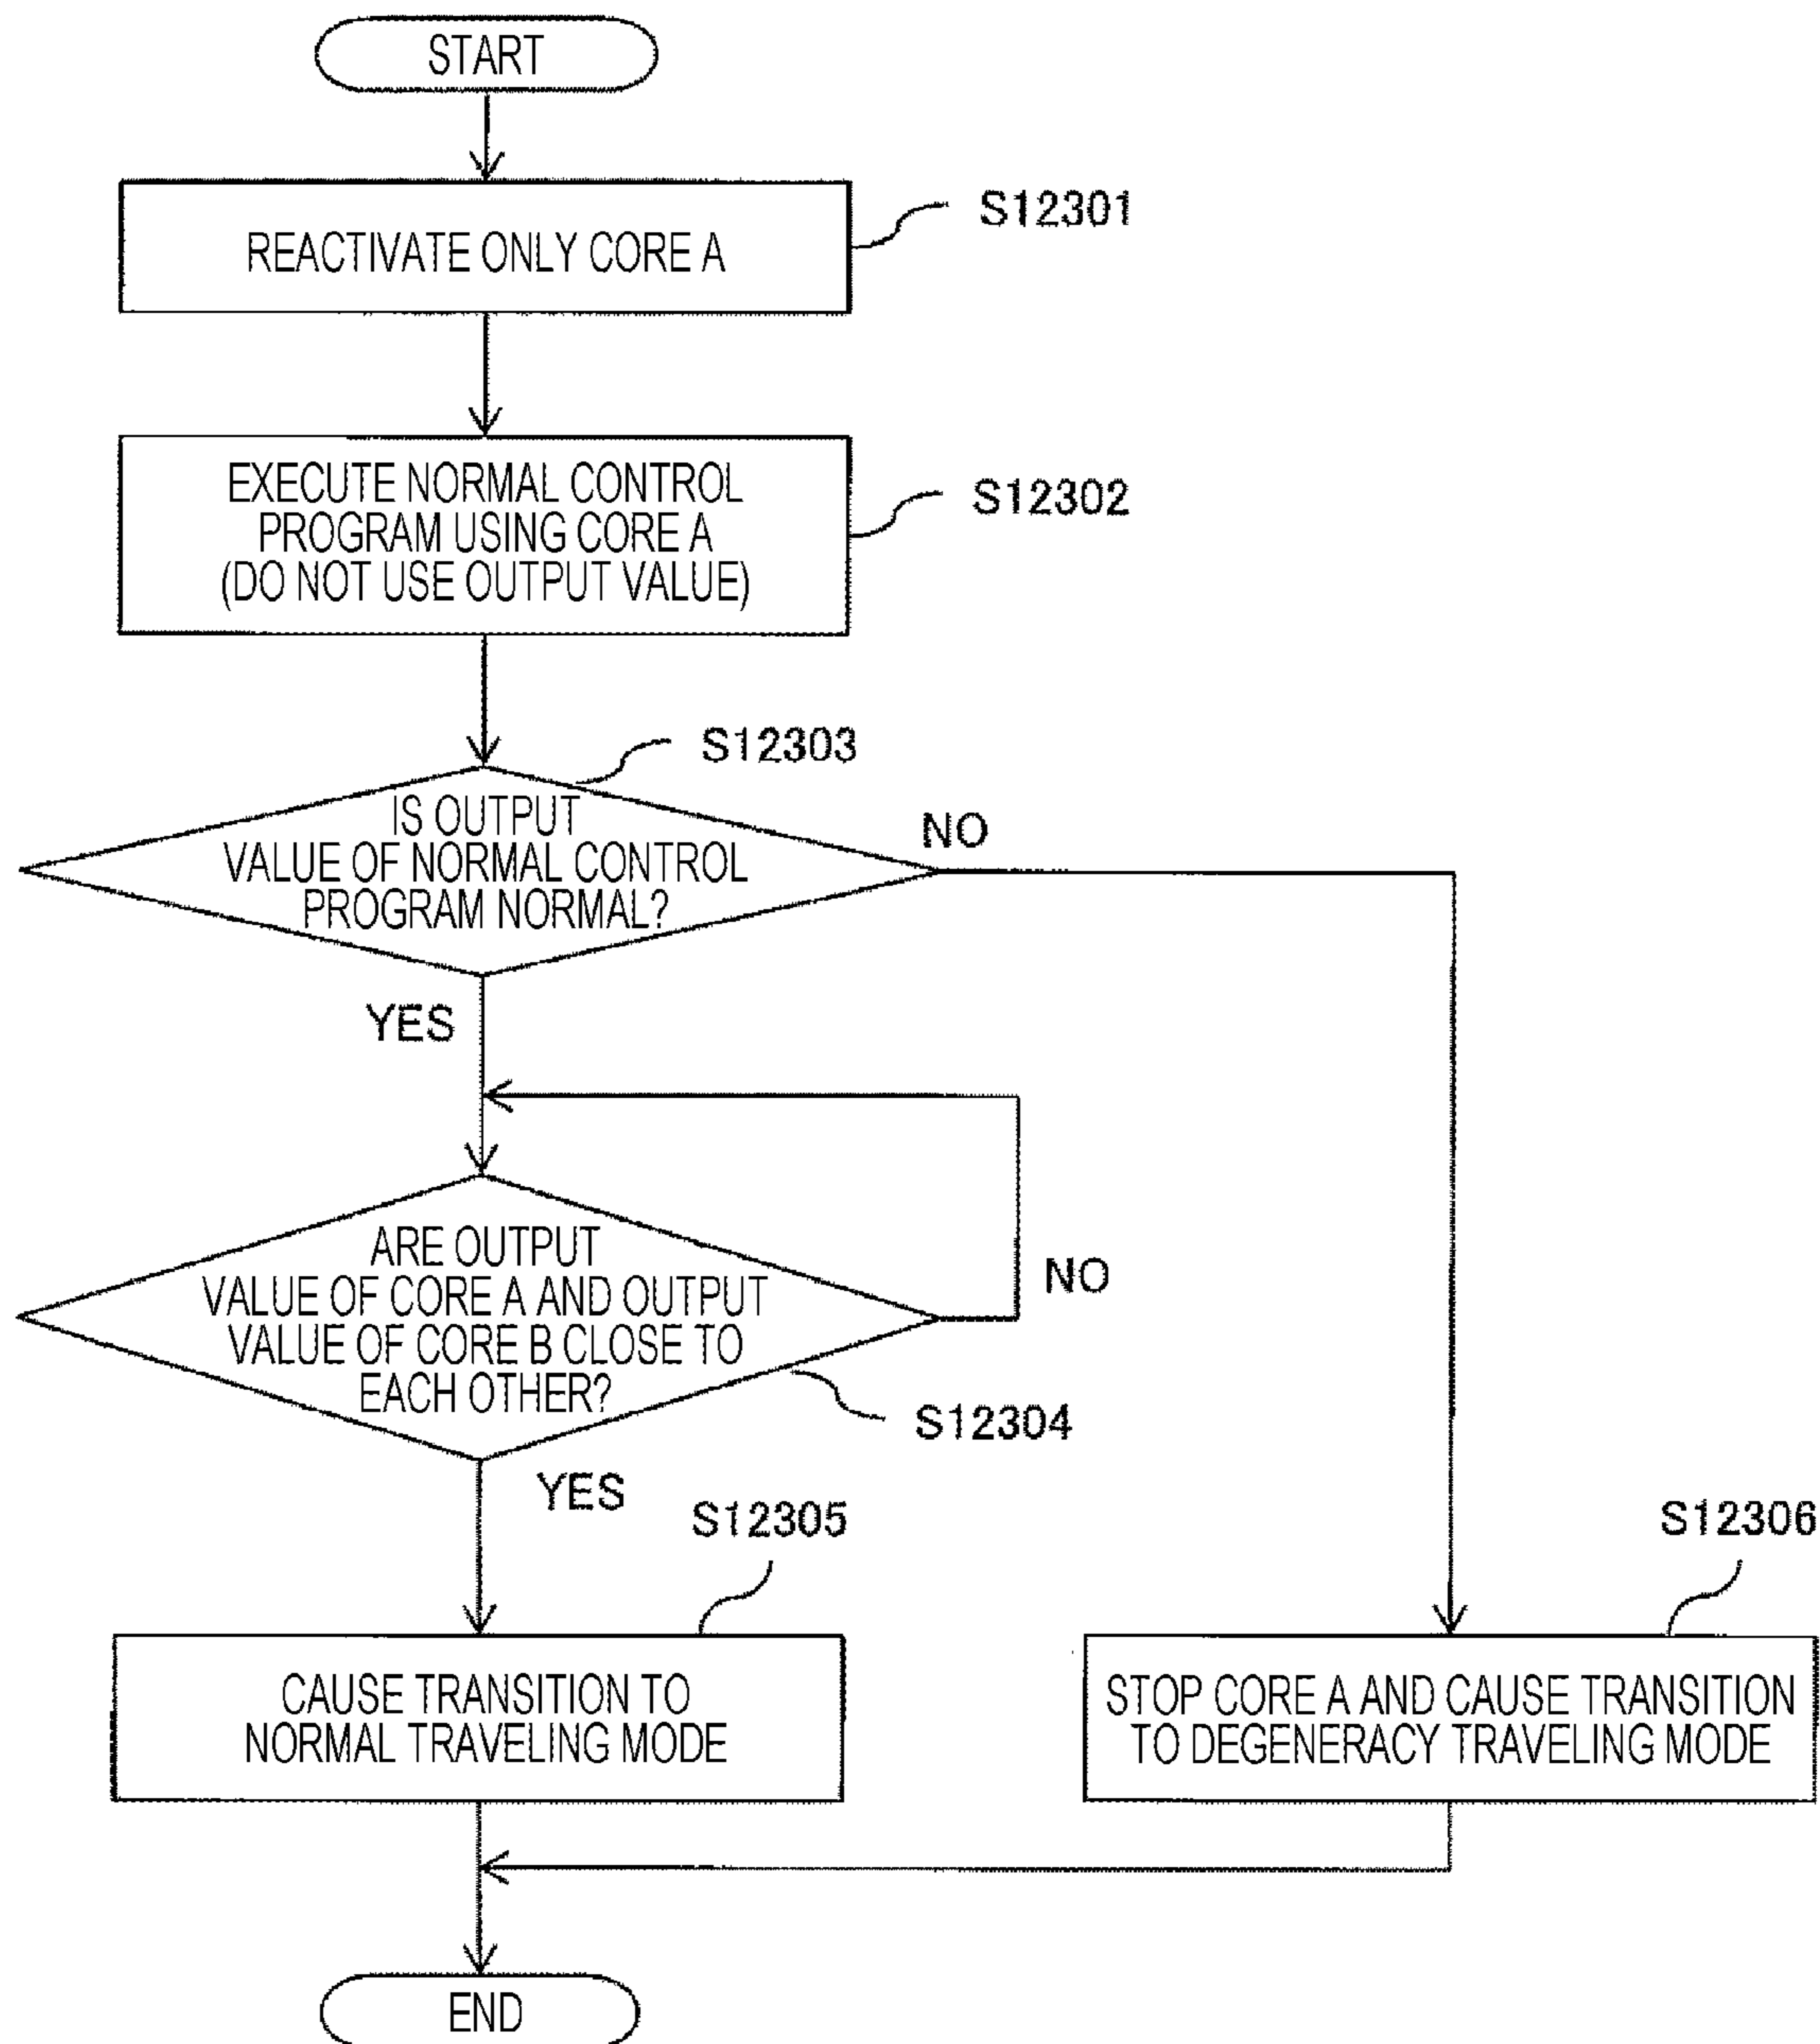 START
REACTIVATE ONLY CORE A
S12301
EXECUTE NORMAL CONTROL
PROGRAM USING CORE A
(DO NOT USE OUTPUT VALUE)
S12302
S12303
IS OUTPUT
VALUE OF NORMAL CONTROL
PROGRAM NORMAL?
NO
YES
ARE OUTPUT
VALUE OF CORE A AND OUTPUT
VALUE OF CORE B CLOSE TO
EACH OTHER?
NO
S12304
YES
S12305
CAUSE TRANSITION TO
NORMAL TRAVELING MODE
S12306
STOP CORE A AND CAUSE TRANSITION
TO DEGENERACY TRAVELING MODE
END